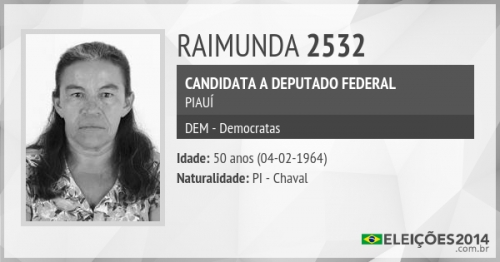 RAIMUNDA 2532
CANDIDATA A DEPUTADO FEDERAL
PIAUÍ
DEM - Democratas
Idade: 50 anos (04-02-1964)
Naturalidade: PI - Chaval
ELEIÇÕES2014
.com.br